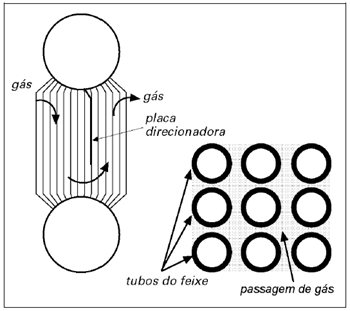 gás
gás
placa
direcionadora
tubos do feixe
passagem de gás